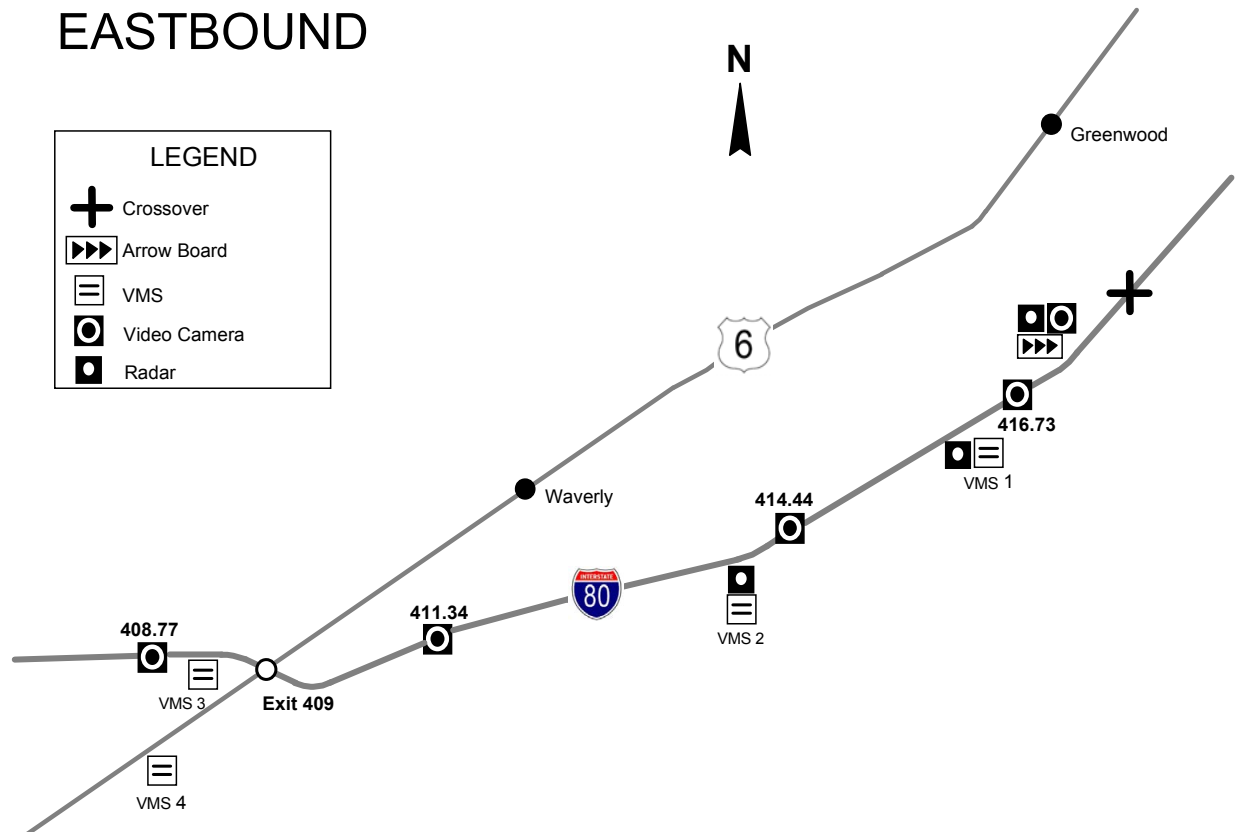 EASTBOUND
N
Greenwood
LEGEND
Crossover
Arrow Board
VMS
Video Camera
Radar
6
416.73
VMS 1
Waverly
414.44
INTERSTATE
80
VMS 2
411.34
408.77
VMS 3
Exit 409
VMS 4